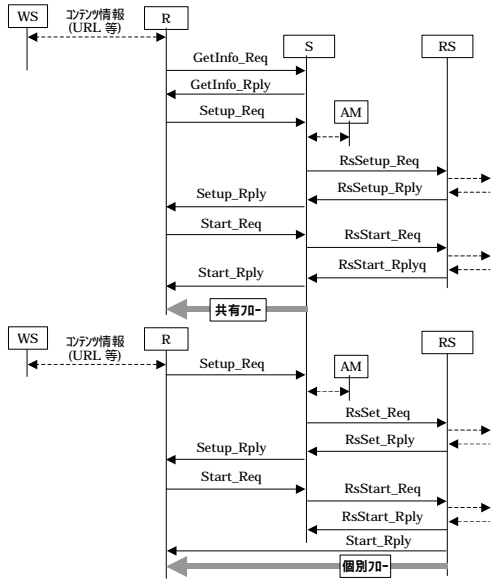 WS
R
S
RS
コンテンツ情報
(URL 等)
GetInfo_Req
GetInfo_Rply
Setup_Req
AM
RsSetup_Req
RsSetup_Rply
Setup_Rply
Start_Req
RsStart_Req
RsStart_Rplyq
Start_Rply
共有フロー
WS
R
RS
コンテンツ情報
(URL 等)
Setup_Req
AM
RsSet_Req
RsSet_Rply
Setup_Rply
Start_Req
RsStart_Req
RsStart_Rply
Start_Rply
個別フロー